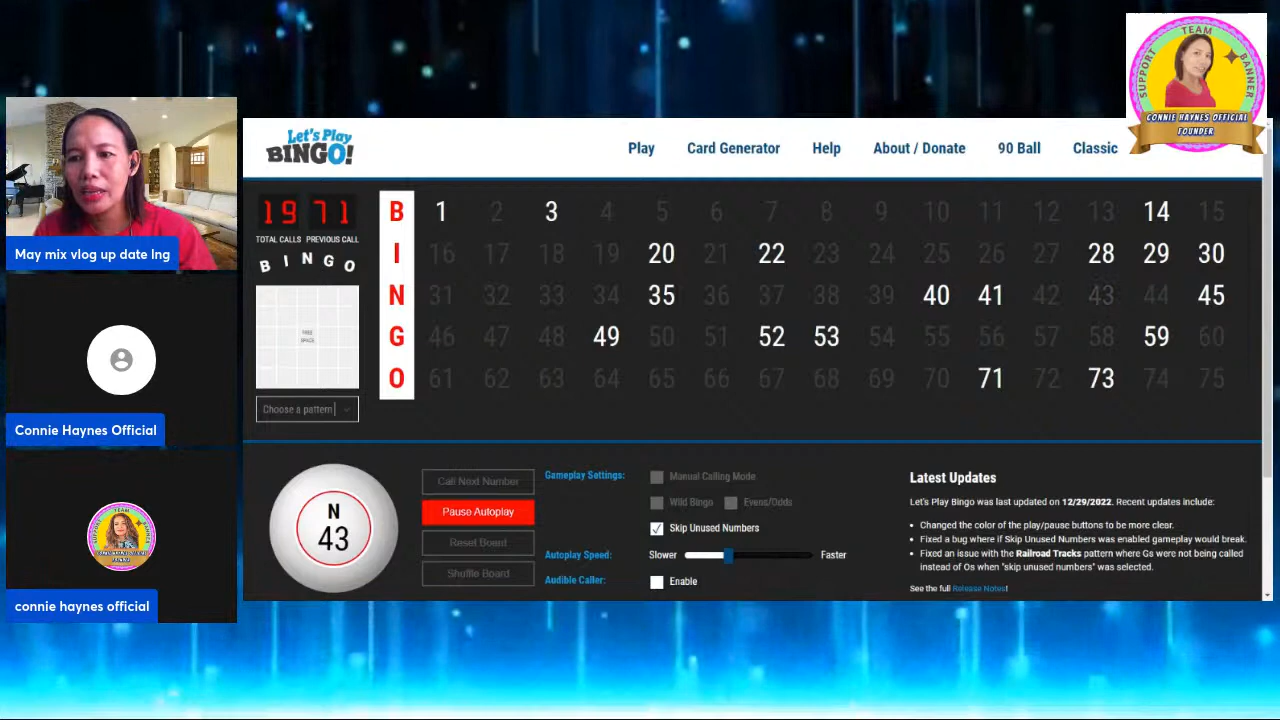 SUPPORT TEAM BANNER
CONNIE HAYNES OFFICIAL
FOUNDER
Let's Play
BINGO!
Play Card Generator Help About / Donate 90 Ball Classic
19 71
TOTAL CALLS PREVIOUS CALL
B I N G O
FREE
SPACE
Choose a pattern
B 1 2 3 4 5 6 7 8 9 10 11 12 13 14 15
I 16 17 18 19 20 21 22 23 24 25 26 27 28 29 30
N 31 32 33 34 35 36 37 38 39 40 41 42 43 44 45
G 46 47 48 49 50 51 52 53 54 55 56 57 58 59 60
O 61 62 63 64 65 66 67 68 69 70 71 72 73 74 75
May mix vlog up date lng
Connie Haynes Official
connie haynes official
N
43
Call Next Number
Pause Autoplay
Reset Board
Shuffle Board
Gameplay Settings:
Manual Calling Mode
Wild Bingo Evens/Odds
Skip Unused Numbers
Autoplay Speed: Slower Faster
Audible Caller: Enable
Latest Updates
Let's Play Bingo was last updated on 12/29/2022. Recent updates include:
Changed the color of the play/pause buttons to be more clear.
Fixed a bug where if Skip Unused Numbers was enabled gameplay would break.
Fixed an issue with the Railroad Tracks pattern where Gs were not being called
instead of Os when "skip unused numbers" was selected.
See the full Release Notes!